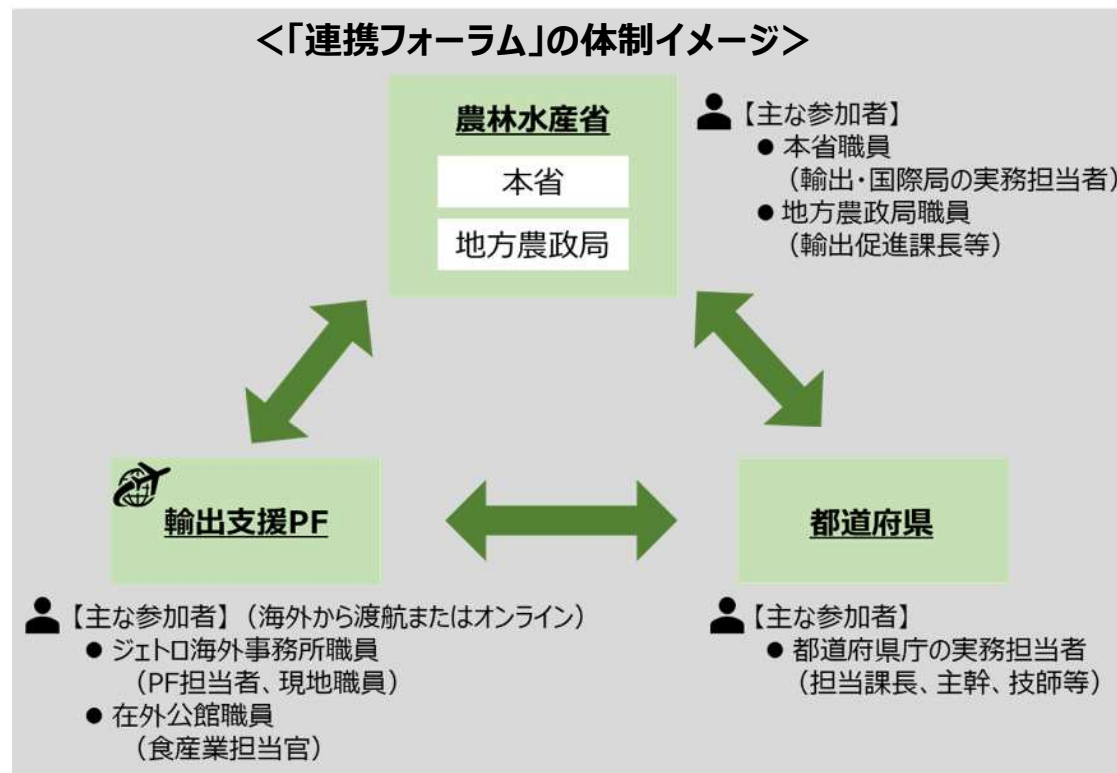 <「連携フォーラム」の体制イメージ>
農林水産省
本省
地方農政局
【主な参加者】
● 本省職員
（輸出・国際局の実務担当者）
● 地方農政局職員
（輸出促進課長等）
輸出支援PF
【主な参加者】（海外から渡航またはオンライン）
● ジェトロ海外事務所職員
（PF担当者、現地職員）
● 在外公館職員
（食産業担当官）
都道府県
【主な参加者】
● 都道府県庁の実務担当者
（担当課長、主幹、技師等）